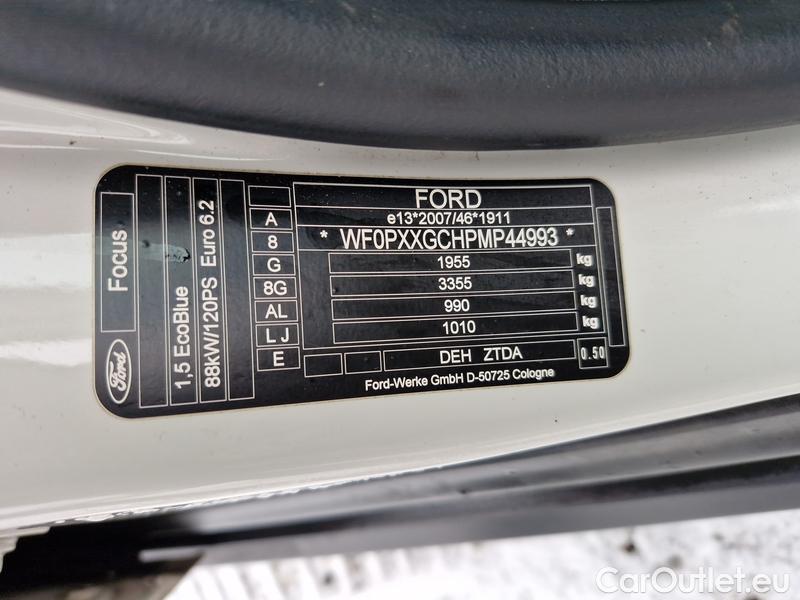 Focus
Ford
1,5 EcoBlue
88kW/120PS Euro 6.2
FORD
e13*2007/46*1911
A
* WF0PXXGCHPMP44993 *
8
G 1955 kg
8G 3355 kg
AL 990 kg
L J 1010 kg
E DEH ZTDA 0.50
Ford-Werke GmbH D-50725 Cologne
CarOutlet.eu